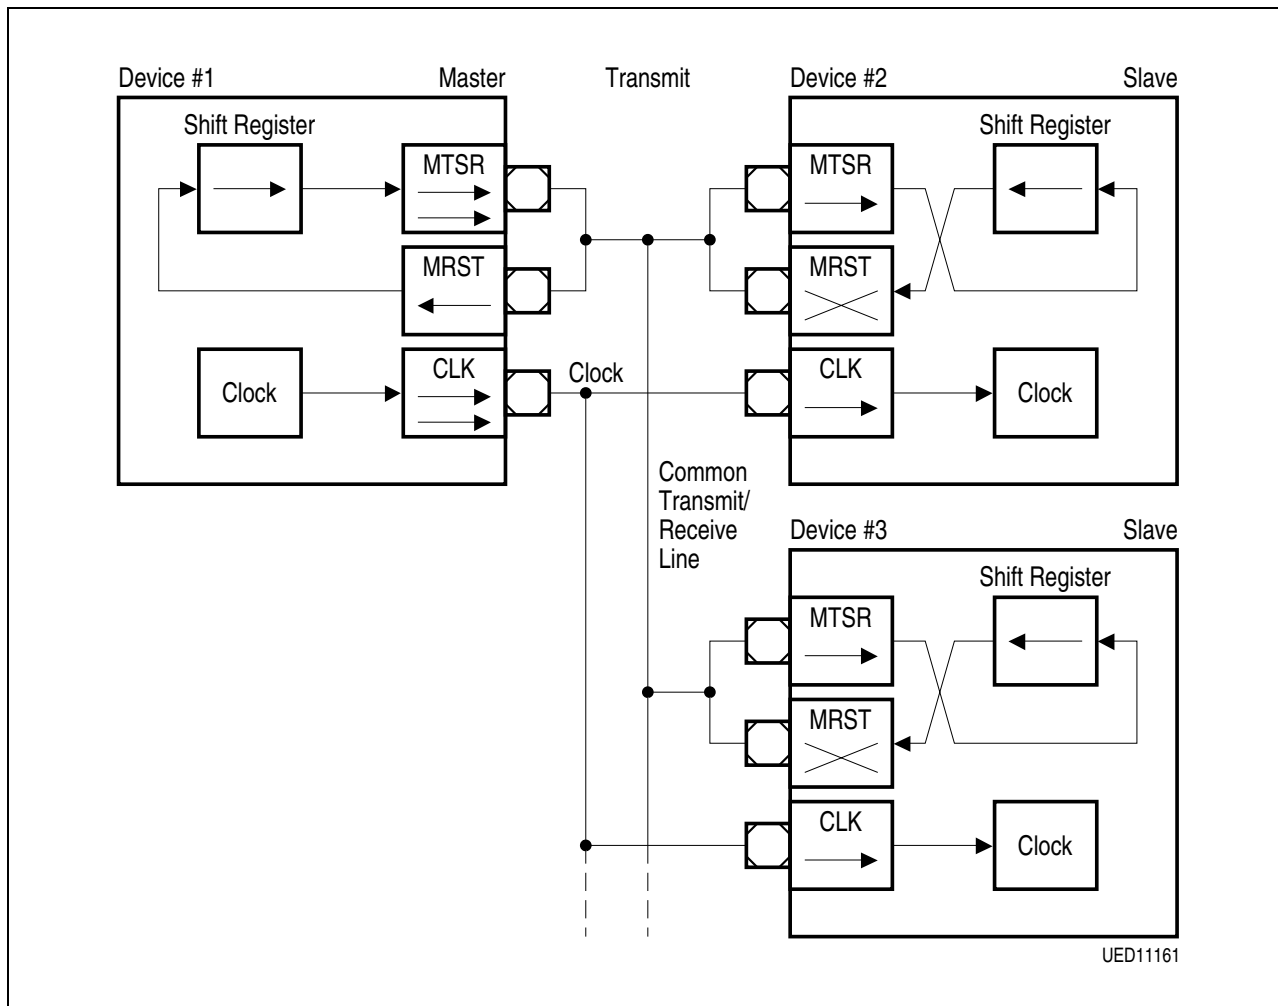 Device #1
Master
Transmit
Device #2
Slave
Shift Register
MTSR
MRST
Clock
CLK
Clock
MTSR
Shift Register
MRST
CLK
Clock
Common
Transmit/
Receive
Line
Device #3
Slave
Shift Register
MTSR
MRST
CLK
Clock
UED11161